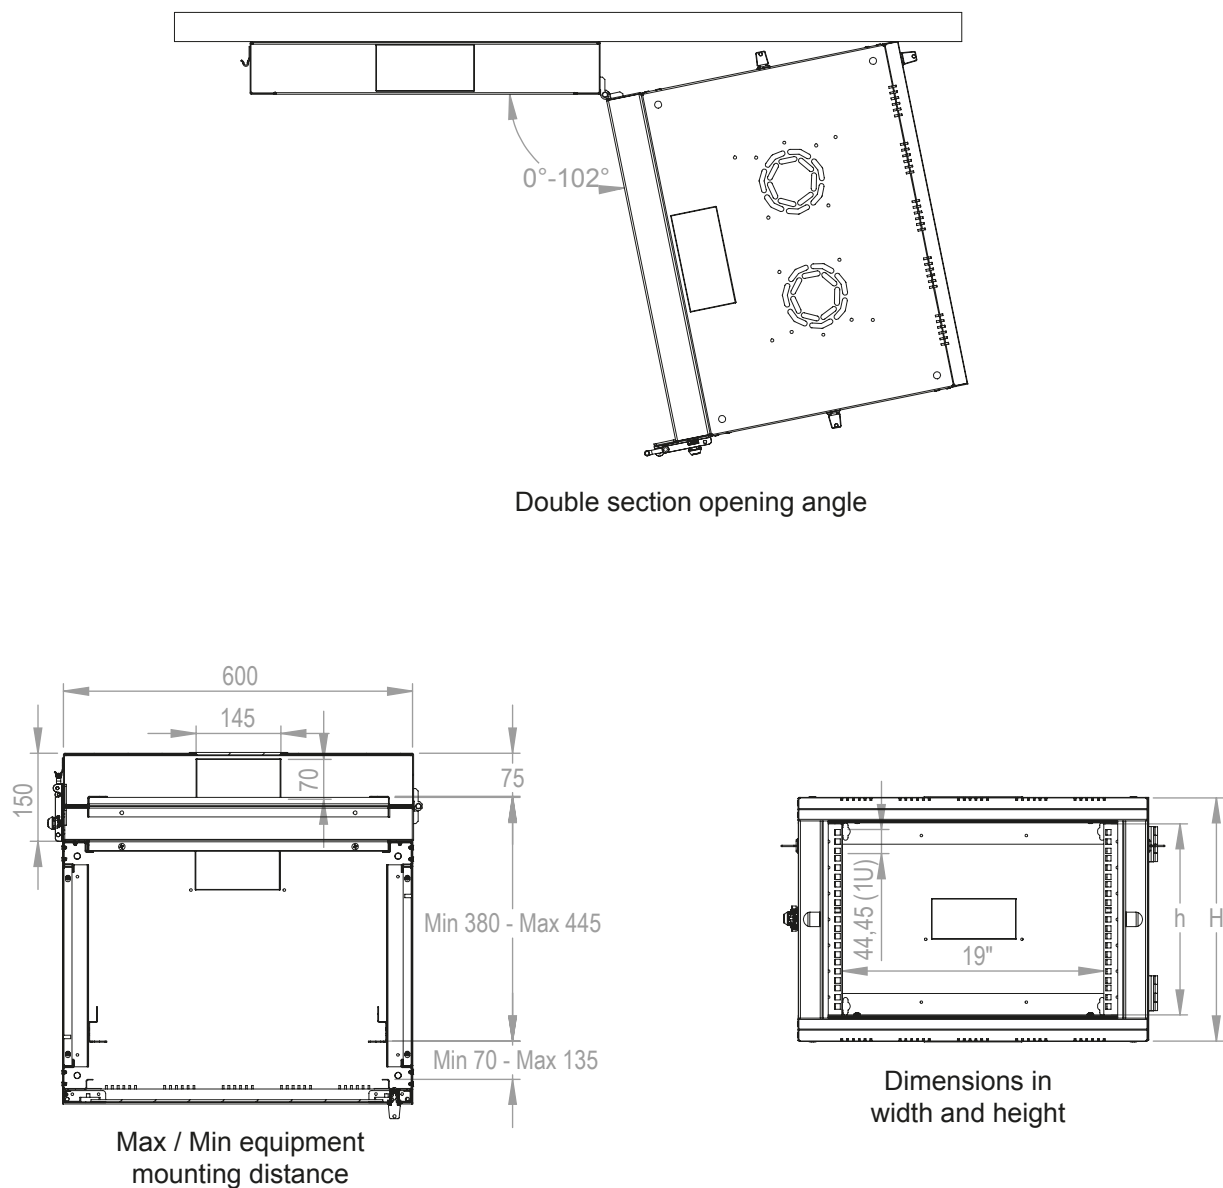 0°-102°
Double section opening angle
600
145
70
75
150
Min 380 - Max 445
Min 70 - Max 135
Max / Min equipment
mounting distance
44,45 (1U)
19"
h
H
Dimensions in
width and height